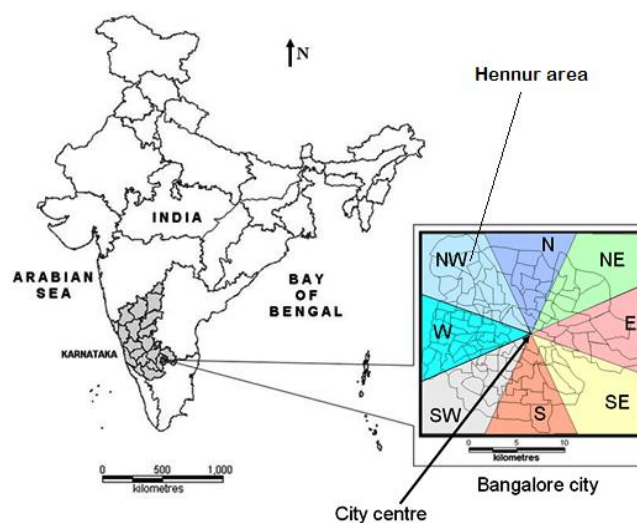 N
Hennur area
INDIA
ARABIAN
SEA
BAY
OF
BENGAL
KARNATAKA
NW
N
NE
W
E
SW
S
SE
0 500 1,000
kilometres
0 5 10
kilometres
Bangalore city
City centre